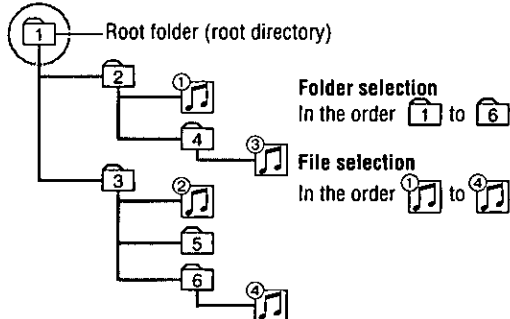 1
Root folder (root directory)
2
①
Folder selection
In the order 1 to 6
4
③
File selection
In the order ① to ④
3
②
5
6
④